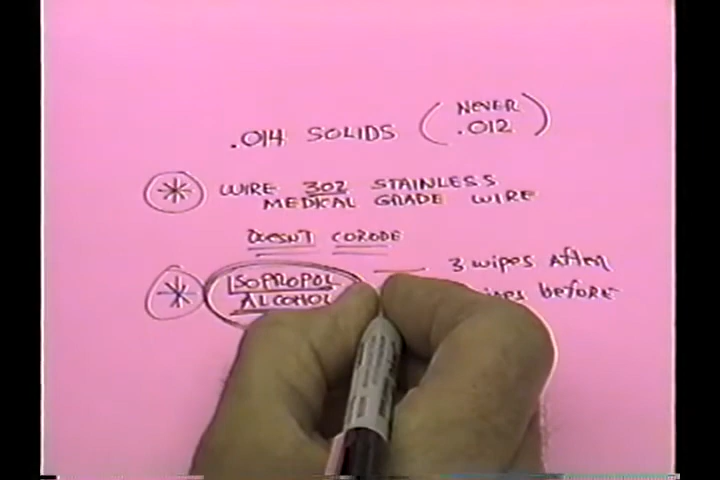 .014 SOLIDS ( NEVER .012 )
* WIRE 302 STAINLESS
MEDICAL GRADE WIRE
DOESN'T CORODE
* ISOPROPOL — 3 wipes After
ALCOHOL before